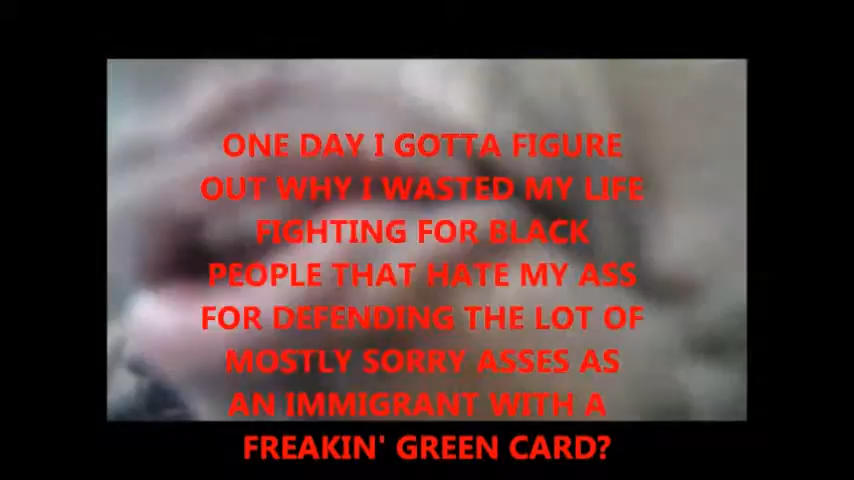 ONE DAY I GOTTA FIGURE
OUT WHY I WASTED MY LIFE
FIGHTING FOR BLACK
PEOPLE THAT HATE MY ASS
FOR DEFENDING THE LOT OF
MOSTLY SORRY ASSES AS
AN IMMIGRANT WITH A
FREAKIN' GREEN CARD?